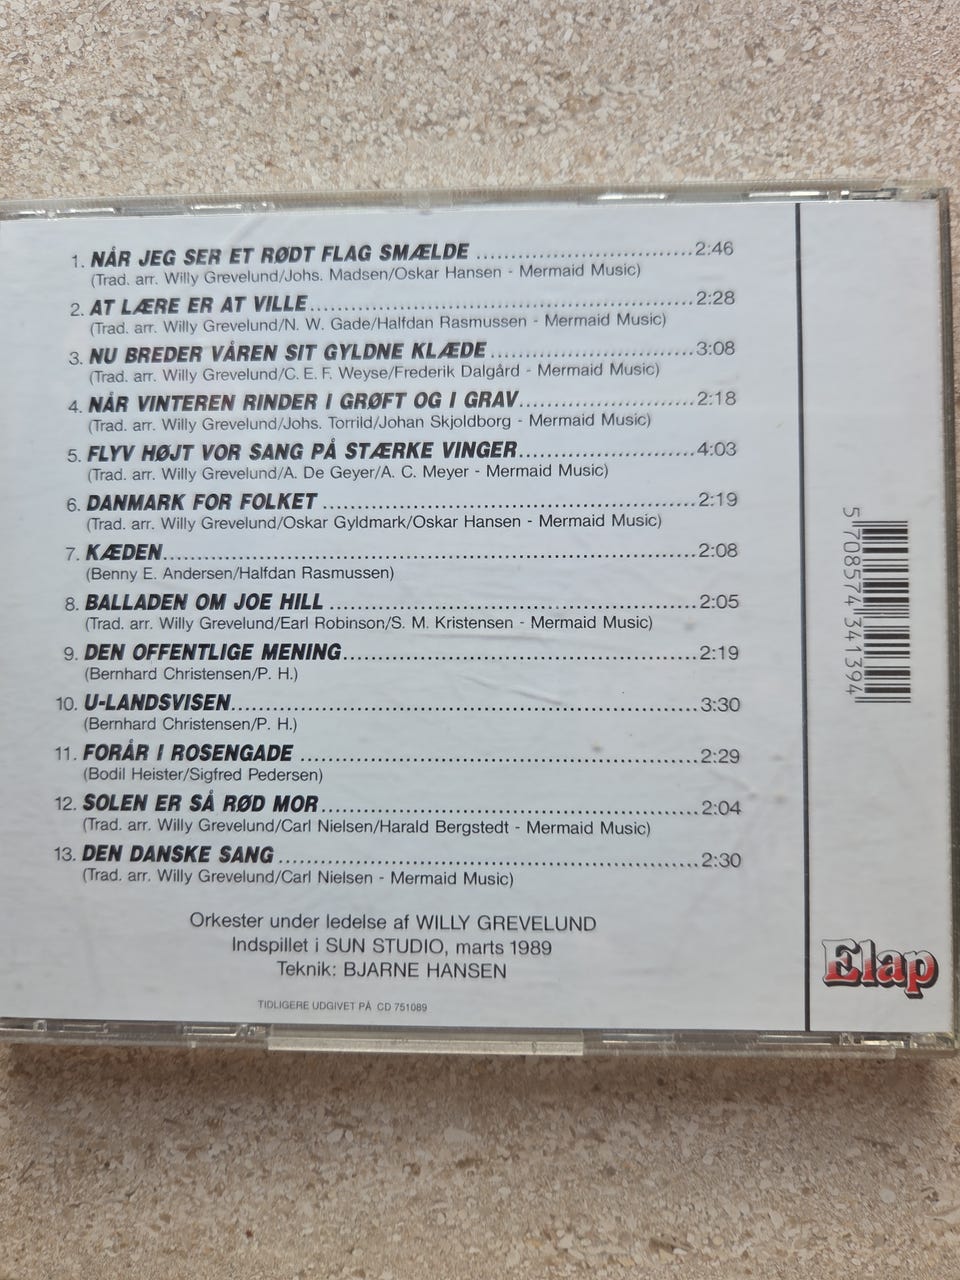 1. NÅR JEG SER ET RØDT FLAG SMÆLDE ..........................2:46
(Trad. arr. Willy Grevelund/Johs. Madsen/Oskar Hansen - Mermaid Music)
2. AT LÆRE ER AT VILLE..........................2:28
(Trad. arr. Willy Grevelund/N. W. Gade/Halfdan Rasmussen - Mermaid Music)
3. NU BREDER VÅREN SIT GYLDNE KLÆDE ..........................3:08
(Trad. arr. Willy Grevelund/C. E. F. Weyse/Frederik Dalgård - Mermaid Music)
4. NÅR VINTEREN RINDER I GRØFT OG I GRAV..........................2:18
(Trad. arr. Willy Grevelund/Johs. Torrild/Johan Skjoldborg - Mermaid Music)
5. FLYV HØJT VOR SANG PÅ STÆRKE VINGER..........................4:03
(Trad. arr. Willy Grevelund/A. De Geyer/A. C. Meyer - Mermaid Music)
6. DANMARK FOR FOLKET ..........................2:19
(Trad. arr. Willy Grevelund/Oskar Gyldmark/Oskar Hansen - Mermaid Music)
7. KÆDEN..........................2:08
(Benny E. Andersen/Halfdan Rasmussen)
8. BALLADEN OM JOE HILL ..........................2:05
(Trad. arr. Willy Grevelund/Earl Robinson/S. M. Kristensen - Mermaid Music)
9. DEN OFFENTLIGE MENING..........................2:19
(Bernhard Christensen/P. H.)
10. U-LANDSVISEN..........................3:30
(Bernhard Christensen/P. H.)
11. FORÅR I ROSENGADE ..........................2:29
(Bodil Heister/Sigfred Pedersen)
12. SOLEN ER SÅ RØD MOR..........................2:04
(Trad. arr. Willy Grevelund/Carl Nielsen/Harald Bergstedt - Mermaid Music)
13. DEN DANSKE SANG ..........................2:30
(Trad. arr. Willy Grevelund/Carl Nielsen - Mermaid Music)
Orkester under ledelse af WILLY GREVELUND
Indspillet i SUN STUDIO, marts 1989
Teknik: BJARNE HANSEN
TIDLIGERE UDGIVET PÅ CD 751089
5 708574 341394
Elap